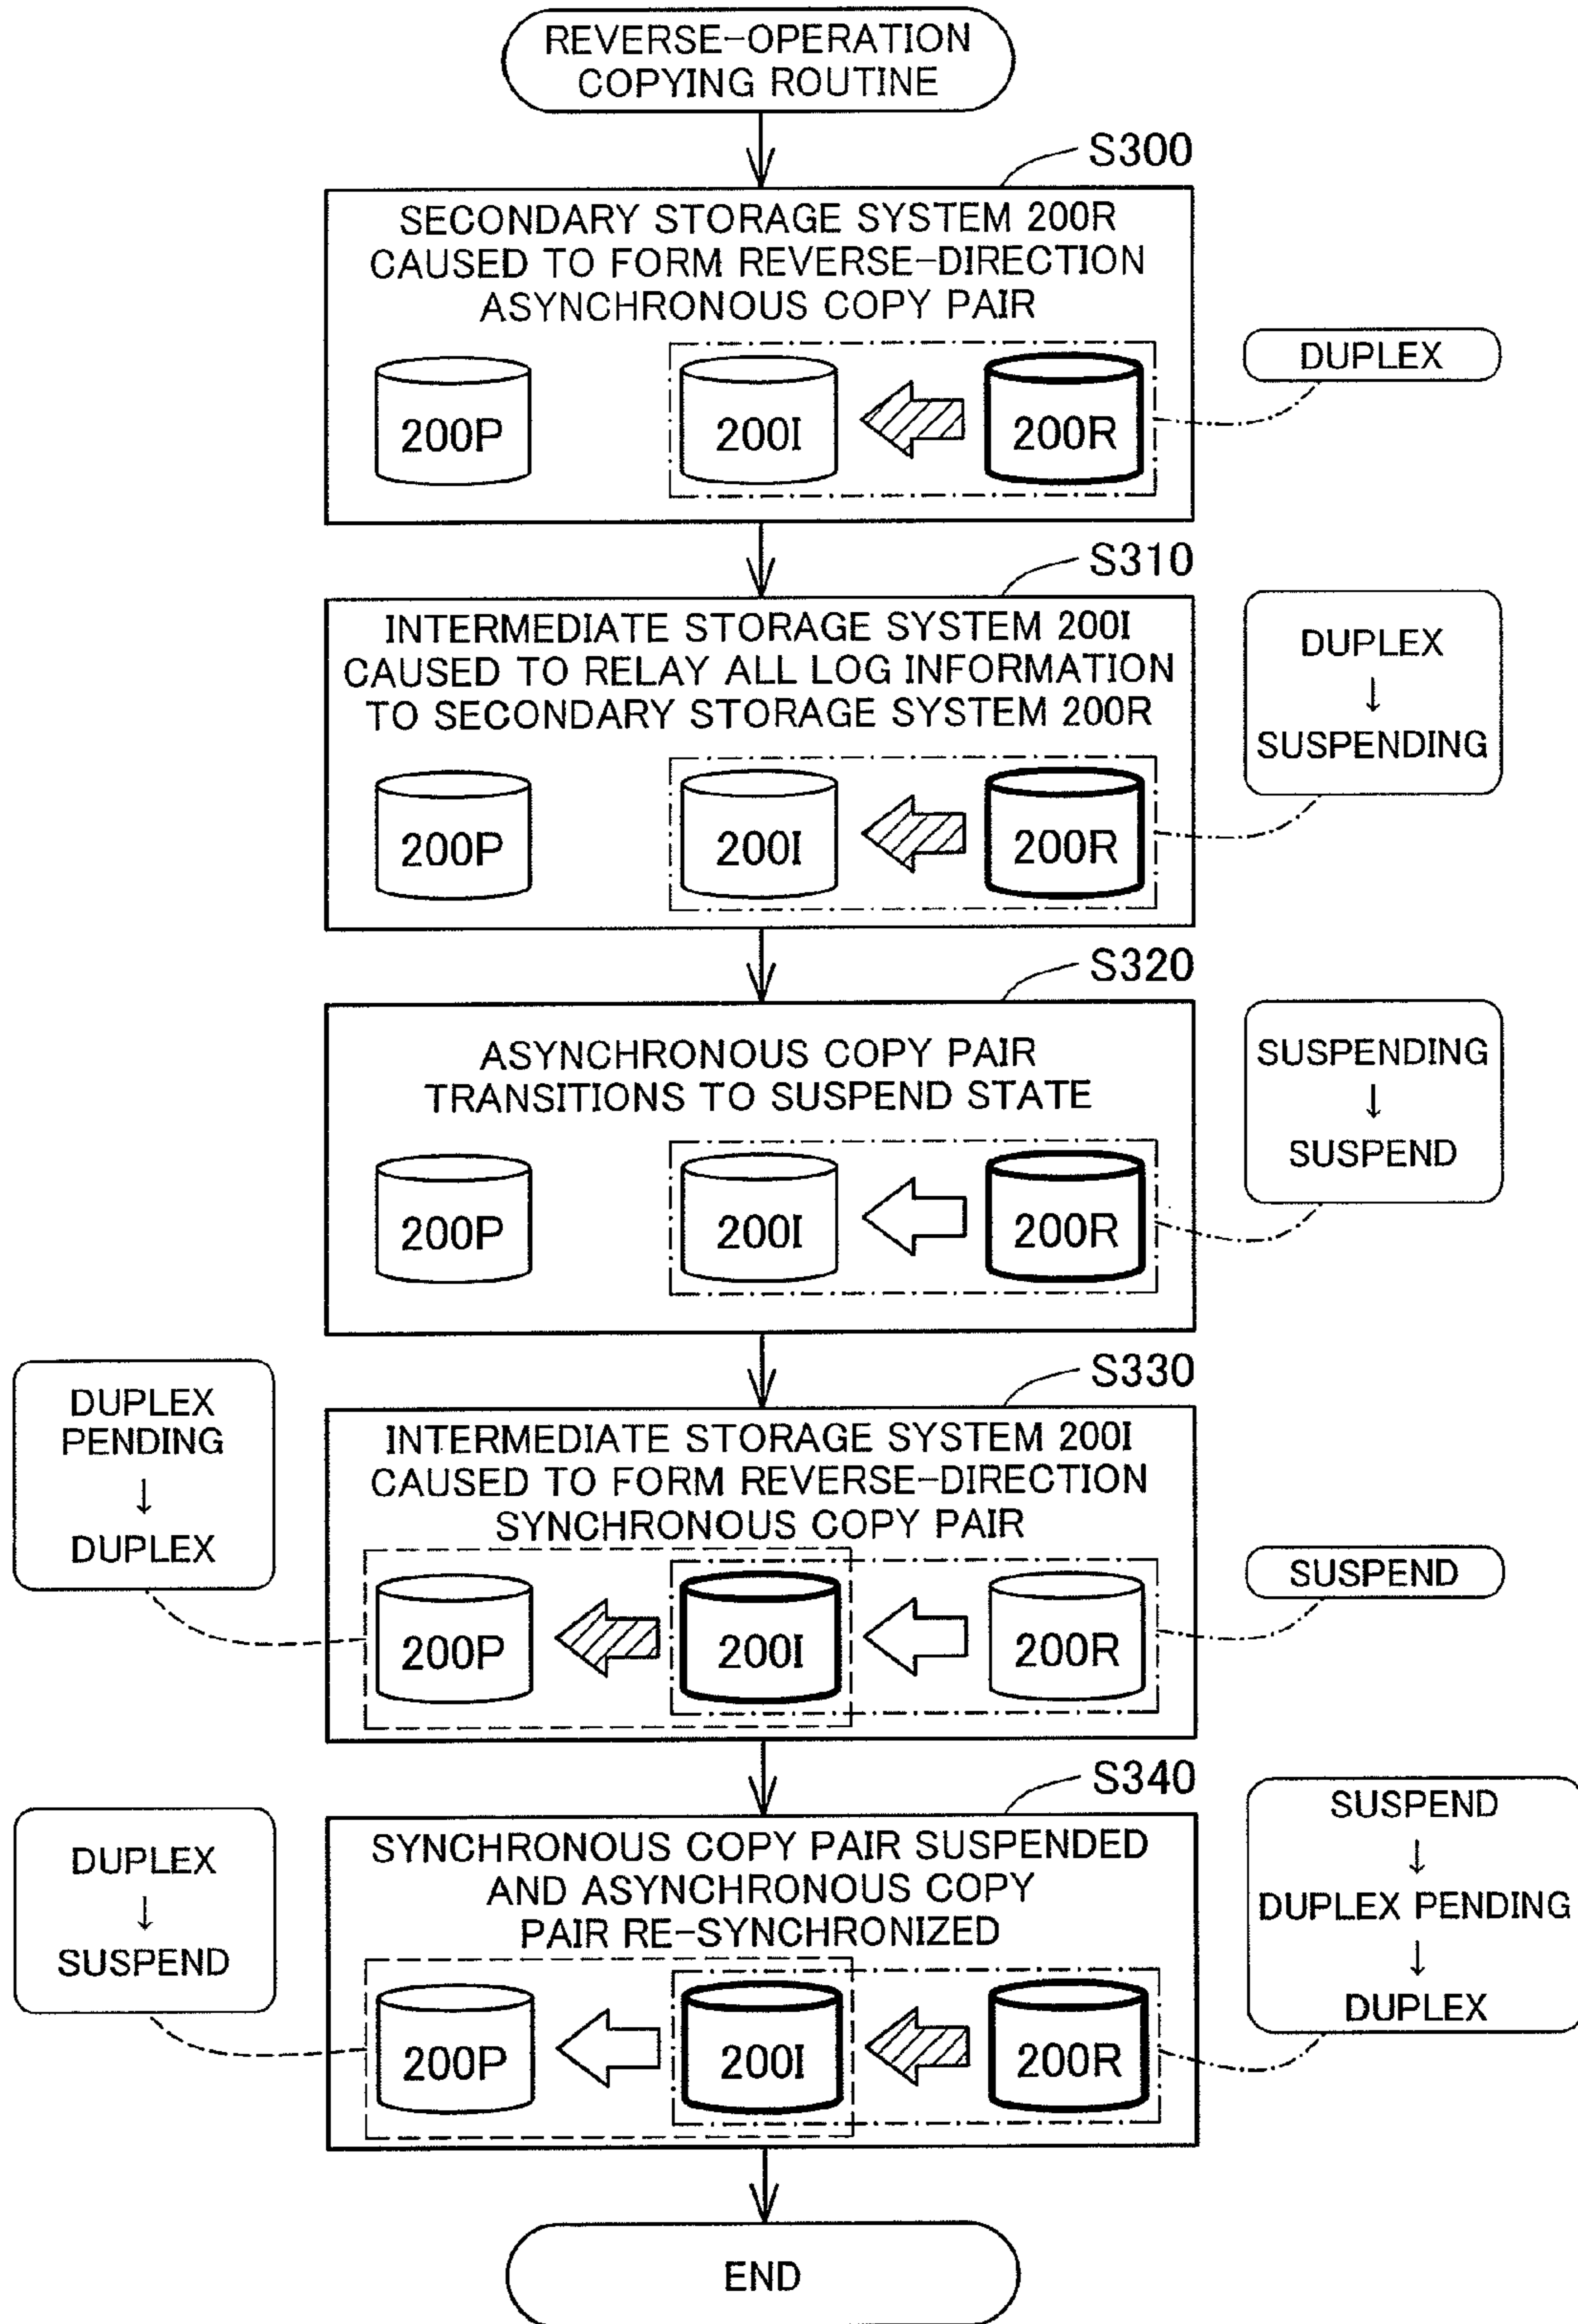 REVERSE-OPERATION
COPYING ROUTINE
S300
SECONDARY STORAGE SYSTEM 200R
CAUSED TO FORM REVERSE-DIRECTION
ASYNCHRONOUS COPY PAIR
200P
200I
200R
DUPLEX
S310
INTERMEDIATE STORAGE SYSTEM 200I
CAUSED TO RELAY ALL LOG INFORMATION
TO SECONDARY STORAGE SYSTEM 200R
200P
200I
200R
DUPLEX
↓
SUSPENDING
S320
ASYNCHRONOUS COPY PAIR
TRANSITIONS TO SUSPEND STATE
200P
200I
200R
SUSPENDING
↓
SUSPEND
S330
DUPLEX
PENDING
↓
DUPLEX
INTERMEDIATE STORAGE SYSTEM 200I
CAUSED TO FORM REVERSE-DIRECTION
SYNCHRONOUS COPY PAIR
200P
200I
200R
SUSPEND
S340
DUPLEX
↓
SUSPEND
SYNCHRONOUS COPY PAIR SUSPENDED
AND ASYNCHRONOUS COPY
PAIR RE-SYNCHRONIZED
200P
200I
200R
SUSPEND
↓
DUPLEX PENDING
↓
DUPLEX
END